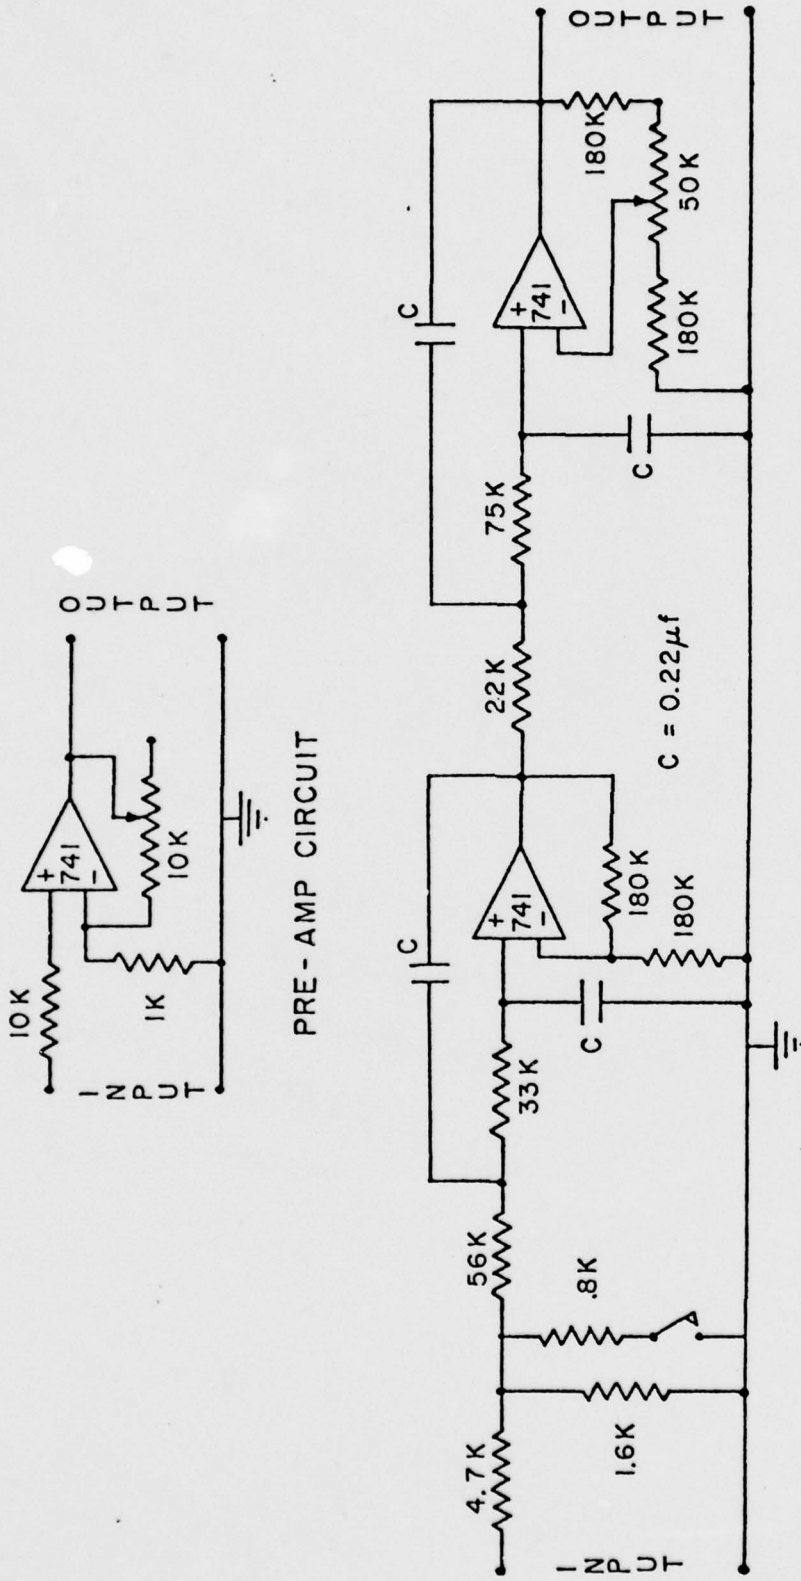 10K
INPUT
1K
+
741
-
10K
OUTPUT
PRE-AMP CIRCUIT
INPUT
4.7K
1.6K
.8K
56K
33K
C
C
+
741
-
180K
180K
22K
C = 0.22µf
75K
C
C
+
741
-
180K
50K
180K
OUTPUT